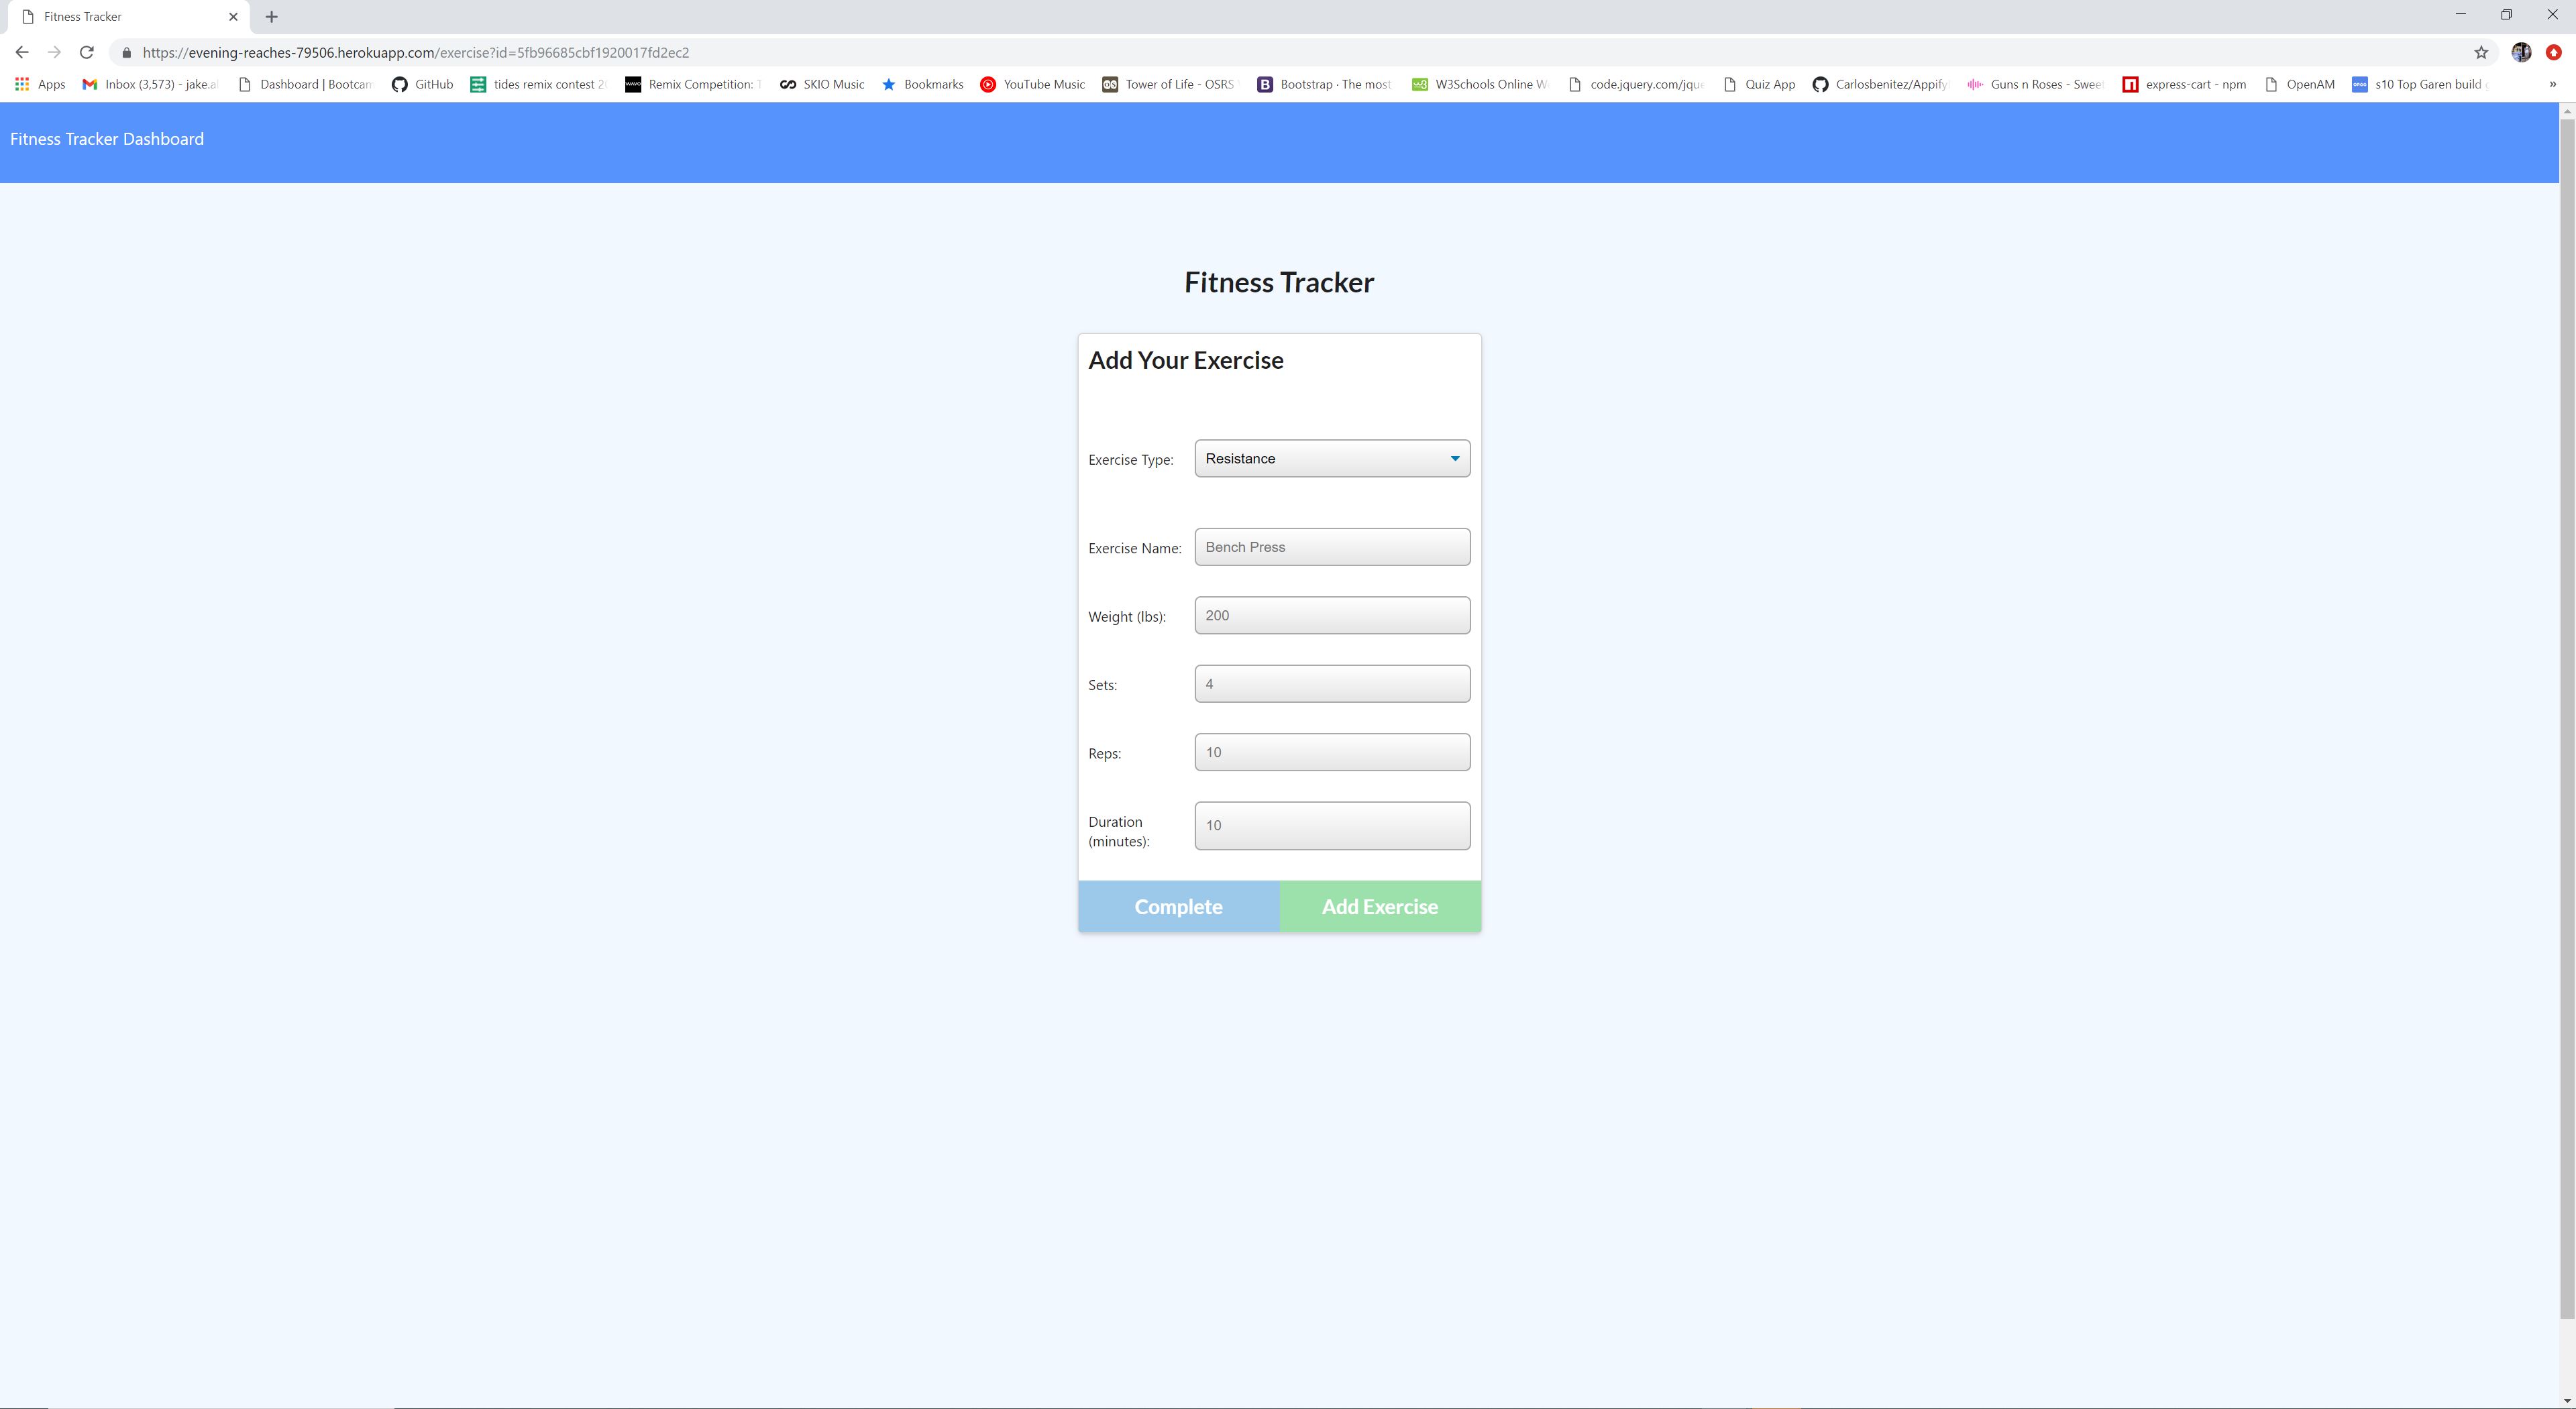 Fitness Tracker
https://evening-reaches-79506.herokuapp.com/exercise?id=5fb96685cbf1920017fd2ec2
Apps Inbox (3,573) - jake.al Dashboard | Bootcam GitHub tides remix contest 2 Remix Competition: T SKIO Music Bookmarks YouTube Music Tower of Life - OSRS Bootstrap · The most W3Schools Online W code.jquery.com/jque Quiz App Carlosbenitez/Appify Guns n Roses - Swee express-cart - npm OpenAM s10 Top Garen build »
Fitness Tracker Dashboard
Fitness Tracker
Add Your Exercise
Exercise Type: Resistance
Exercise Name: Bench Press
Weight (lbs): 200
Sets: 4
Reps: 10
Duration
(minutes): 10
Complete Add Exercise